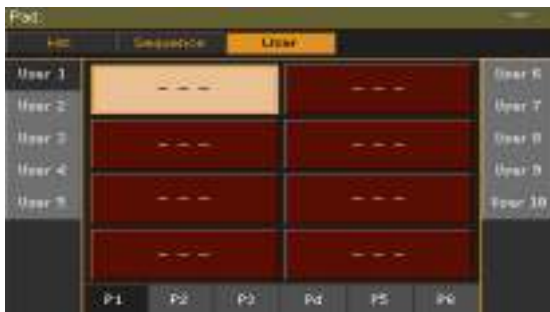 Pad:
Hit Sequence User
User 1 - - - - - - User 6
User 2 User 7
User 3 - - - - - - User 8
User 4 User 9
User 5 - - - - - - User 10
- - - - - -
P1 P2 P3 P4 P5 P6